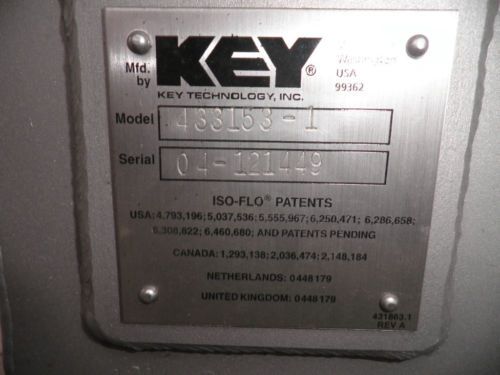 Mfd. by
KEY®
KEY TECHNOLOGY, INC.
Washington
USA
99362
Model 433153-1
Serial 04-121449
ISO-FLO® PATENTS
USA: 4,793,196; 5,037,536; 5,555,967; 6,250,471; 6,286,658;
6,308,822; 6,460,680; AND PATENTS PENDING
CANADA: 1,293,138; 2,036,474; 2,148,184
NETHERLANDS: 0448179
UNITED KINGDOM: 0448179
431863.1
REV A